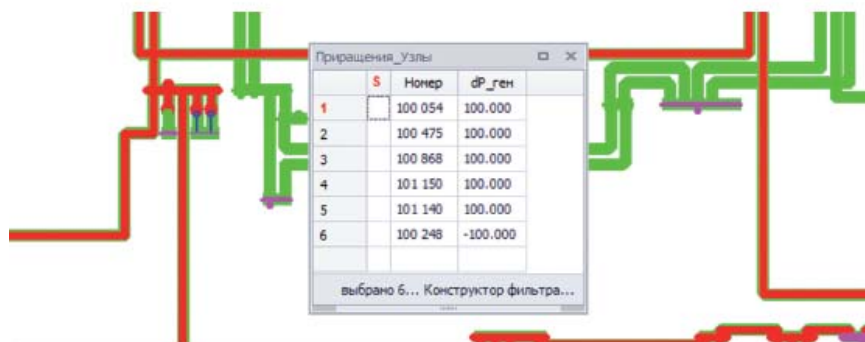 Приращения_Узлы
S Номер dP_ген
1 100 054 100.000
2 100 475 100.000
3 100 868 100.000
4 101 150 100.000
5 101 140 100.000
6 100 248 -100.000
выбрано 6... Конструктор фильтра...